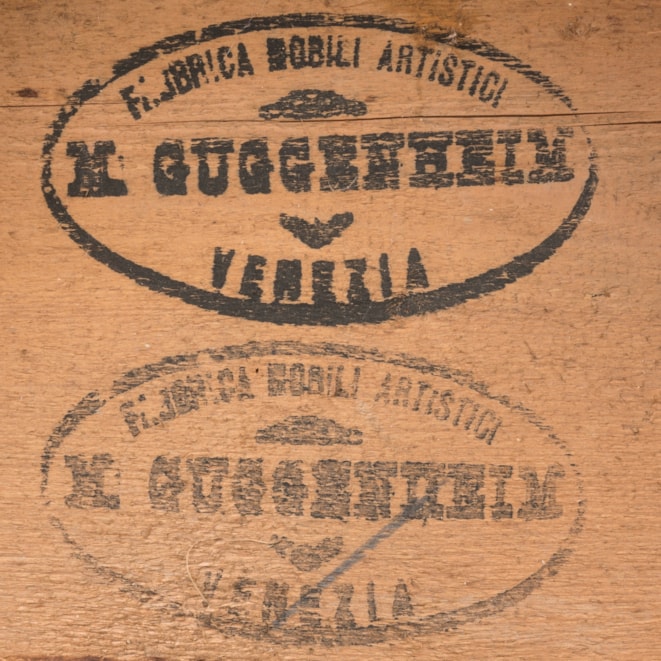 FABBRICA MOBILI ARTISTICI
M. GUGGENHEIM
VENEZIA
FABBRICA MOBILI ARTISTICI
M. GUGGENHEIM
VENEZIA